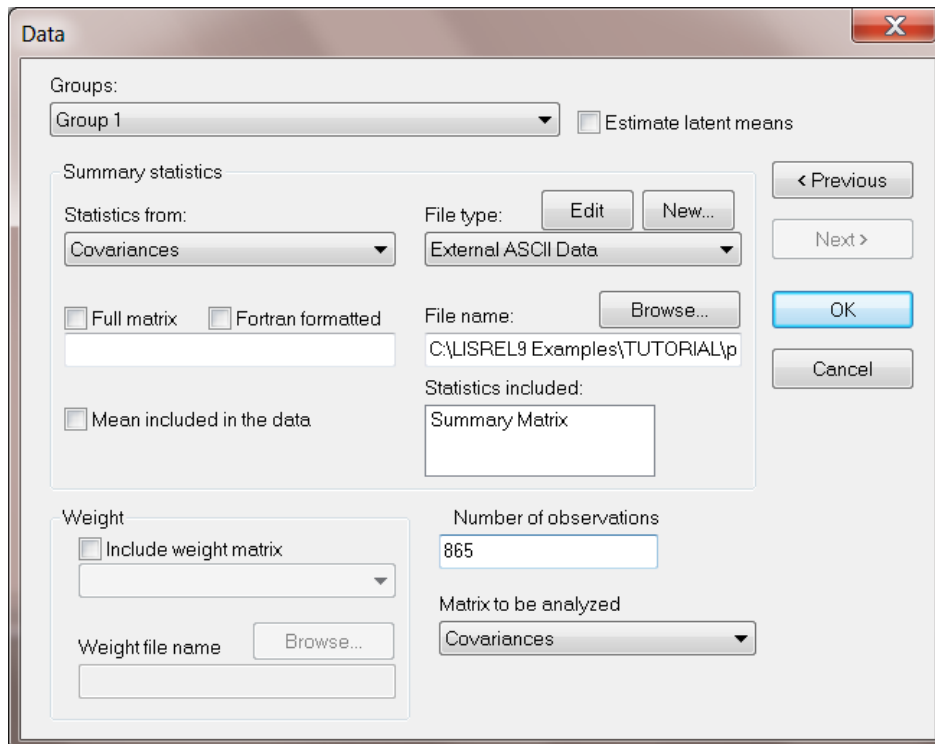 Data
X
Groups:
Group 1
Estimate latent means
Summary statistics
< Previous
Statistics from:
File type:
Edit
New...
Next >
Covariances
External ASCII Data
Full matrix
Fortran formatted
File name:
Browse...
OK
C:\LISREL9 Examples\TUTORIAL\p
Cancel
Statistics included:
Mean included in the data
Summary Matrix
Weight
Number of observations
Include weight matrix
865
Matrix to be analyzed
Weight file name
Browse...
Covariances